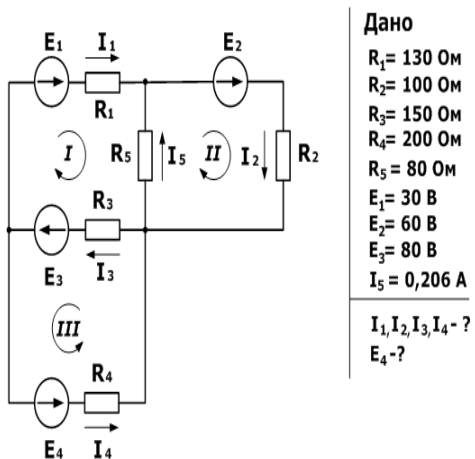 Дано
E₁ I₁ E₂
R₁
I R₅ I₅ II I₂ R₂
R₃
E₃ I₃
III
R₄
E₄ I₄
R₁= 130 Ом
R₂= 100 Ом
R₃= 150 Ом
R₄= 200 Ом
R₅ = 80 Ом
E₁= 30 В
E₂= 60 В
E₃= 80 В
I₅ = 0,206 А
I₁,I₂,I₃,I₄- ?
E₄-?